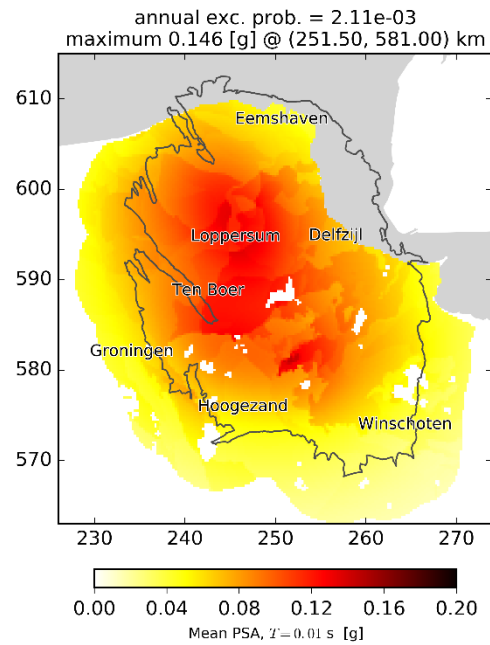 annual exc. prob. = 2.11e-03
maximum 0.146 [g] @ (251.50, 581.00) km
610
600
590
580
570
Eemshaven
Loppersum
Delfzijl
Ten Boer
Groningen
Hoogezand
Winschoten
230
240
250
260
270
0.00
0.04
0.08
0.12
0.16
0.20
Mean PSA, T = 0.01 s [g]